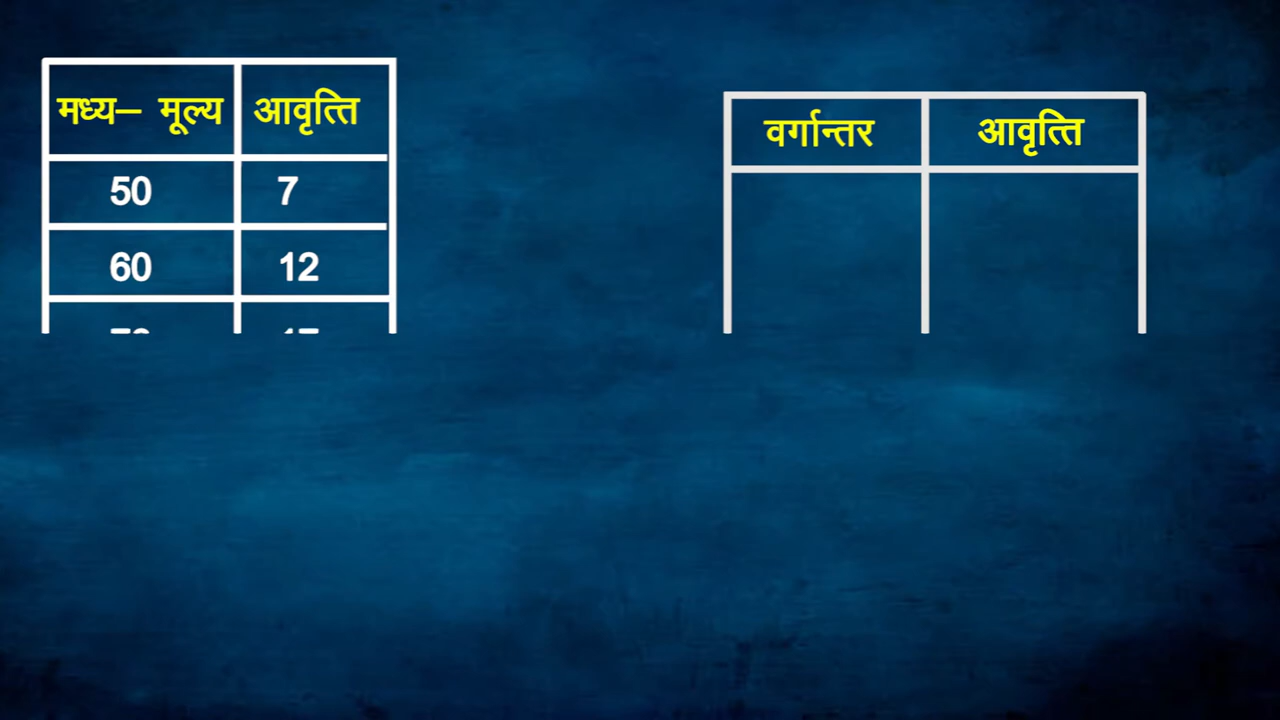 मध्य– मूल्य आवृत्ति
50 7
60 12
वर्गान्तर आवृत्ति